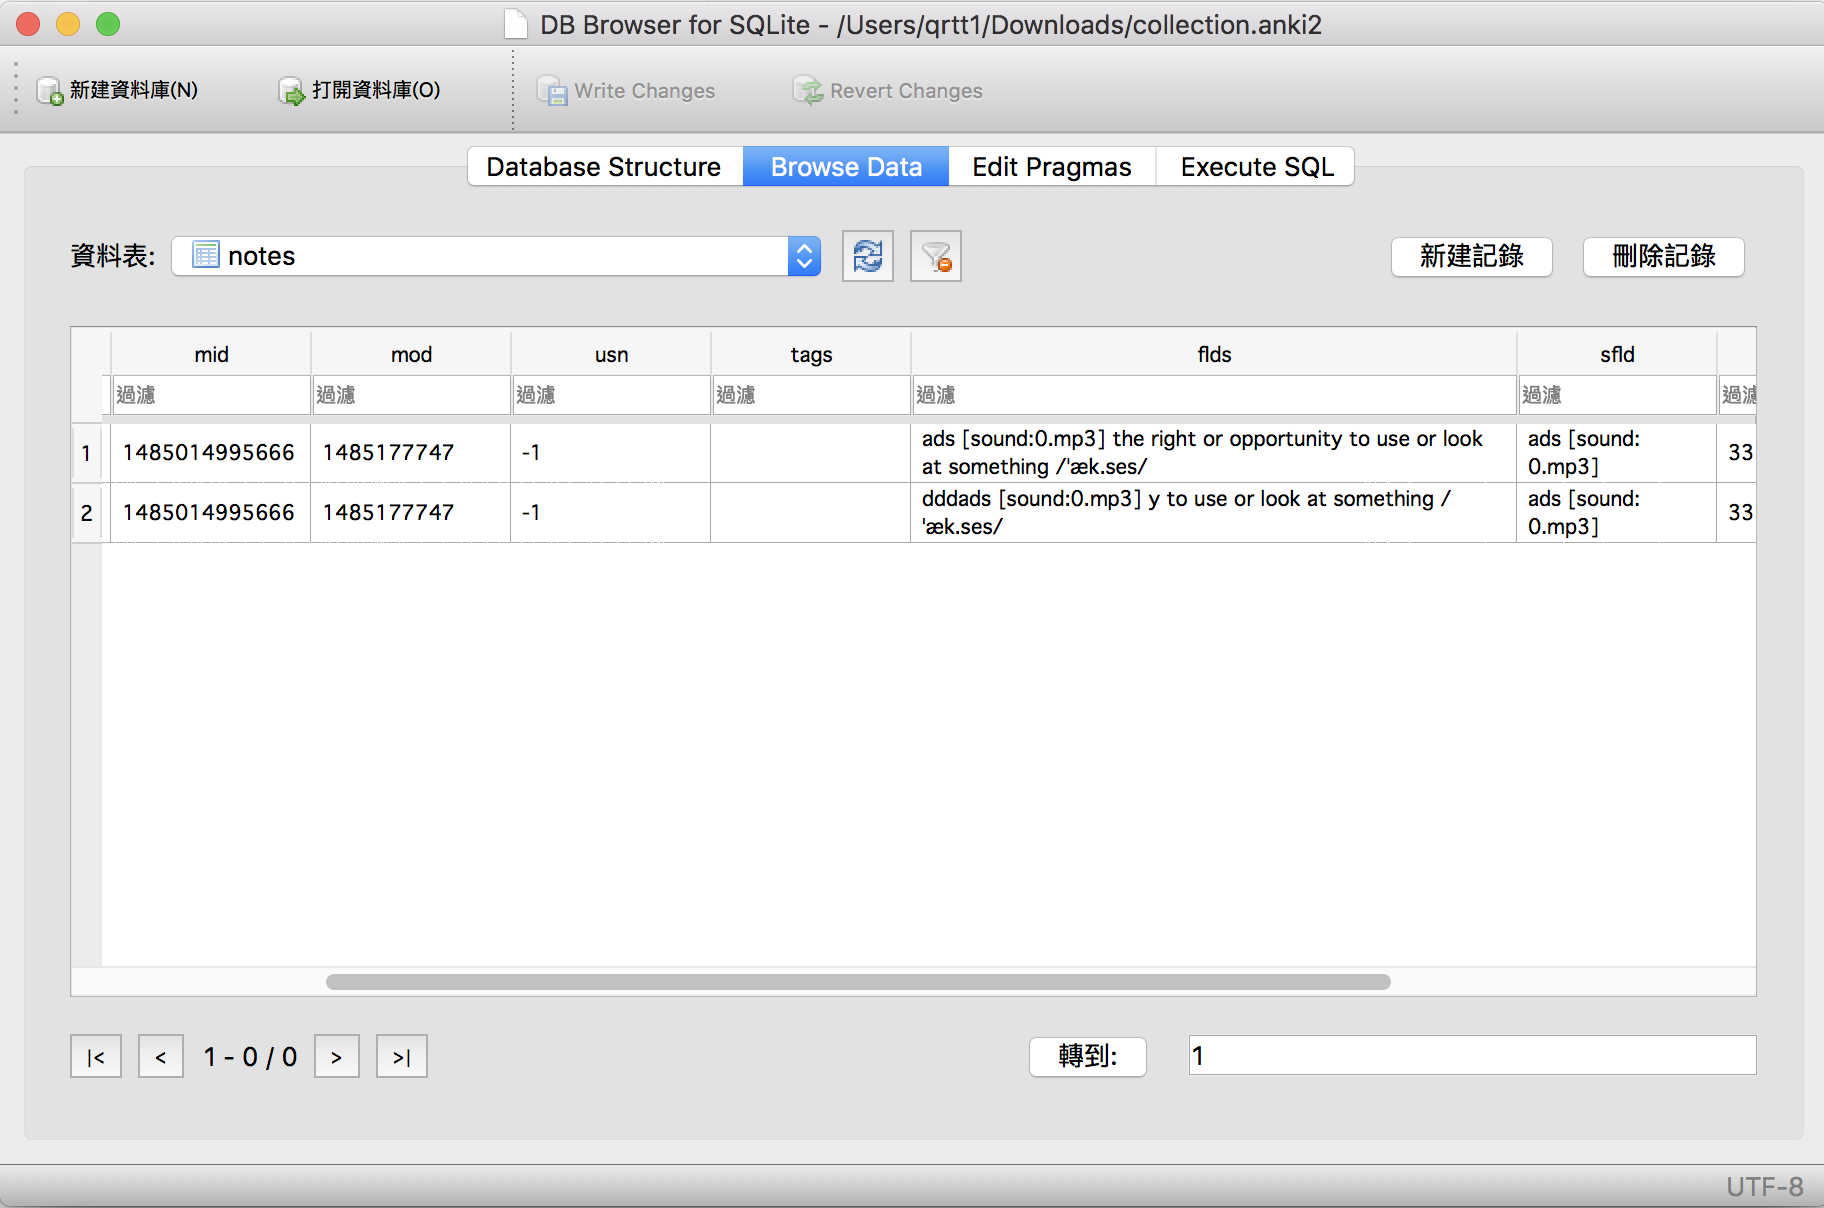 DB Browser for SQLite - /Users/qrtt1/Downloads/collection.anki2
新建資料庫(N) 打開資料庫(O) Write Changes Revert Changes
Database Structure Browse Data Edit Pragmas Execute SQL
資料表: notes 新建記錄 刪除記錄
mid mod usn tags flds sfld
過濾 過濾 過濾 過濾 過濾 過濾 過濾
1 1485014995666 1485177747 -1 ads [sound:0.mp3] the right or opportunity to use or look at something /ˈæk.ses/ ads [sound:0.mp3] 33
2 1485014995666 1485177747 -1 dddads [sound:0.mp3] y to use or look at something /ˈæk.ses/ ads [sound:0.mp3] 33
|< < 1 - 0 / 0 > >| 轉到: 1
UTF-8